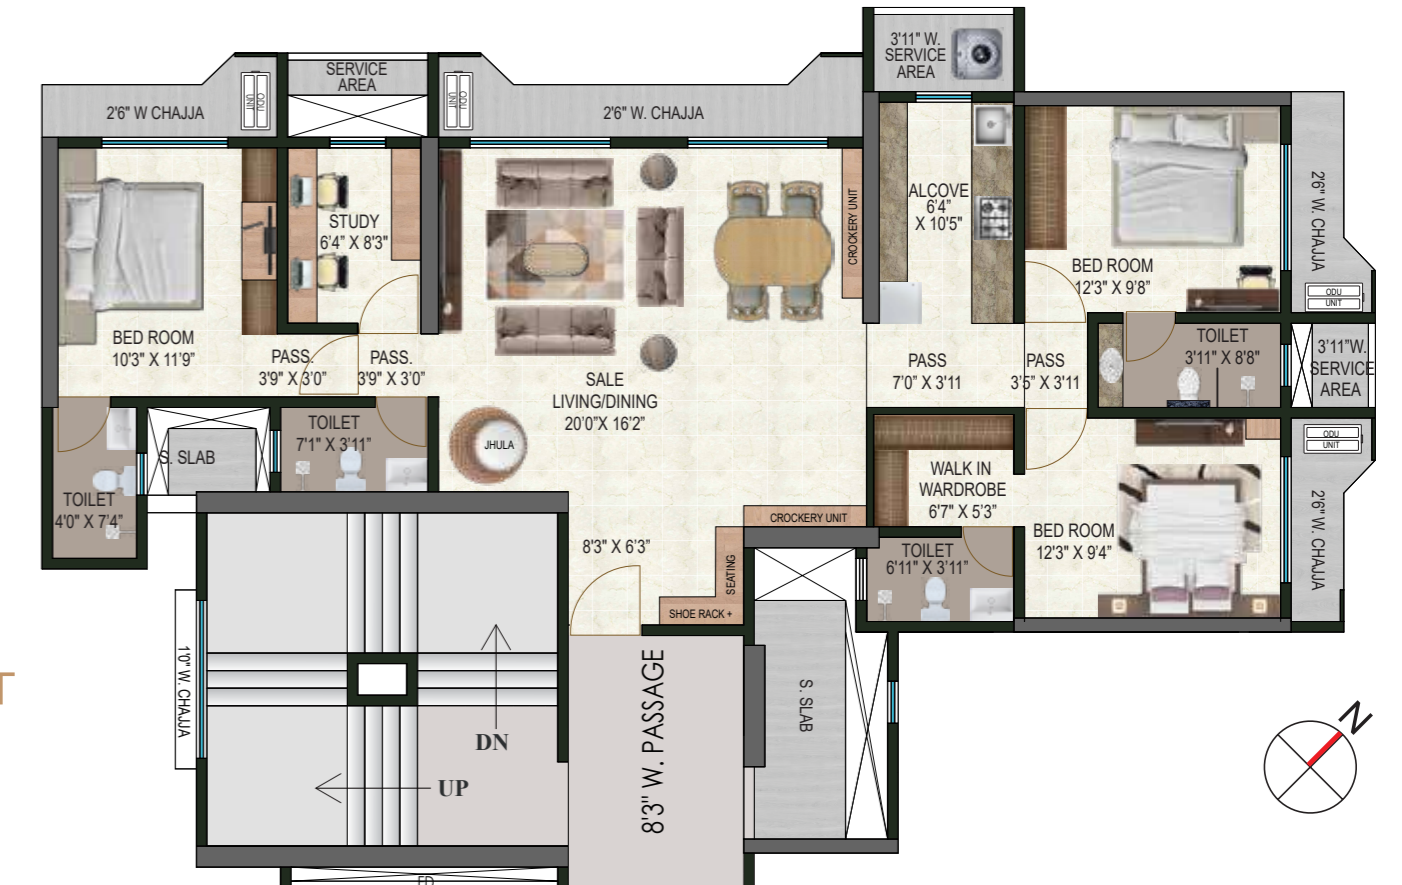 3'11" W.
SERVICE
AREA
SERVICE
AREA
2'6" W CHAJJA
ODU
UNIT
ODU
UNIT
2'6" W. CHAJJA
STUDY
6'4" X 8'3"
CROCKERY UNIT
ALCOVE
6'4"
X 10'5"
BED ROOM
12'3" X 9'8"
2'6" W. CHAJJA
ODU
UNIT
BED ROOM
10'3" X 11'9"
PASS.
3'9" X 3'0"
PASS.
3'9" X 3'0"
SALE
LIVING/DINING
20'0"X 16'2"
PASS
7'0" X 3'11
PASS
3'5" X 3'11
TOILET
3'11" X 8'8"
3'11"W.
SERVICE
AREA
TOILET
7'1" X 3'11"
JHULA
S. SLAB
TOILET
4'0" X 7'4"
WALK IN
WARDROBE
6'7" X 5'3"
ODU
UNIT
BED ROOM
12'3" X 9'4"
2'6" W. CHAJJA
CROCKERY UNIT
8'3" X 6'3"
SEATING
SHOE RACK +
TOILET
6'11" X 3'11"
1'0" W. CHAJJA
DN
UP
8'3" W. PASSAGE
S. SLAB
N
T